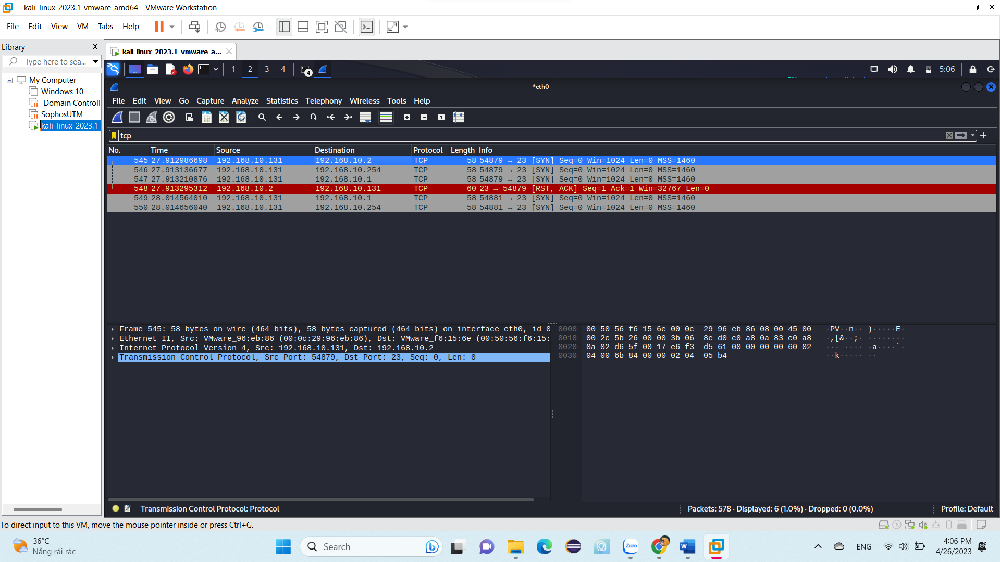 kali-linux-2023.1-vmware-amd64 - VMware Workstation
File Edit View VM Tabs Help
Library
Type here to sea...
My Computer
Windows 10
Domain Controll
SophosUTM
kali-linux-2023.1-
kali-linux-2023.1-vmware-a...
1 2 3 4 4 5:06
*eth0
File Edit View Go Capture Analyze Statistics Telephony Wireless Tools Help
tcp
No. Time Source Destination Protocol Length Info
545 27.912986698 192.168.10.131 192.168.10.2 TCP 58 54879 → 23 [SYN] Seq=0 Win=1024 Len=0 MSS=1460
546 27.913136677 192.168.10.131 192.168.10.254 TCP 58 54879 → 23 [SYN] Seq=0 Win=1024 Len=0 MSS=1460
547 27.913210876 192.168.10.131 192.168.10.1 TCP 58 54879 → 23 [SYN] Seq=0 Win=1024 Len=0 MSS=1460
548 27.913295312 192.168.10.2 192.168.10.131 TCP 60 23 → 54879 [RST, ACK] Seq=1 Ack=1 Win=32767 Len=0
549 28.014564010 192.168.10.131 192.168.10.1 TCP 58 54881 → 23 [SYN] Seq=0 Win=1024 Len=0 MSS=1460
550 28.014656040 192.168.10.131 192.168.10.254 TCP 58 54881 → 23 [SYN] Seq=0 Win=1024 Len=0 MSS=1460
Frame 545: 58 bytes on wire (464 bits), 58 bytes captured (464 bits) on interface eth0, id 0
Ethernet II, Src: VMware_96:eb:86 (00:0c:29:96:eb:86), Dst: VMware_f6:15:6e (00:50:56:f6:15:
Internet Protocol Version 4, Src: 192.168.10.131, Dst: 192.168.10.2
Transmission Control Protocol, Src Port: 54879, Dst Port: 23, Seq: 0, Len: 0
0000 00 50 56 f6 15 6e 00 0c 29 96 eb 86 08 00 45 00 ·PV··n·· )·····E·
0010 00 2c 5b 26 00 00 3b 06 8e d0 c0 a8 0a 83 c0 a8 ·,[&··;· ········
0020 0a 02 d6 5f 00 17 e6 f3 d5 61 00 00 00 00 60 02 ···_···· ·a····`·
0030 04 00 6b 84 00 00 02 04 05 b4 ··k····· ··
Transmission Control Protocol: Protocol
Packets: 578 · Displayed: 6 (1.0%) · Dropped: 0 (0.0%)
Profile: Default
To direct input to this VM, move the mouse pointer inside or press Ctrl+G.
36°C
Nắng rải rác
Search
Zalo
W
ENG
4:06 PM
4/26/2023